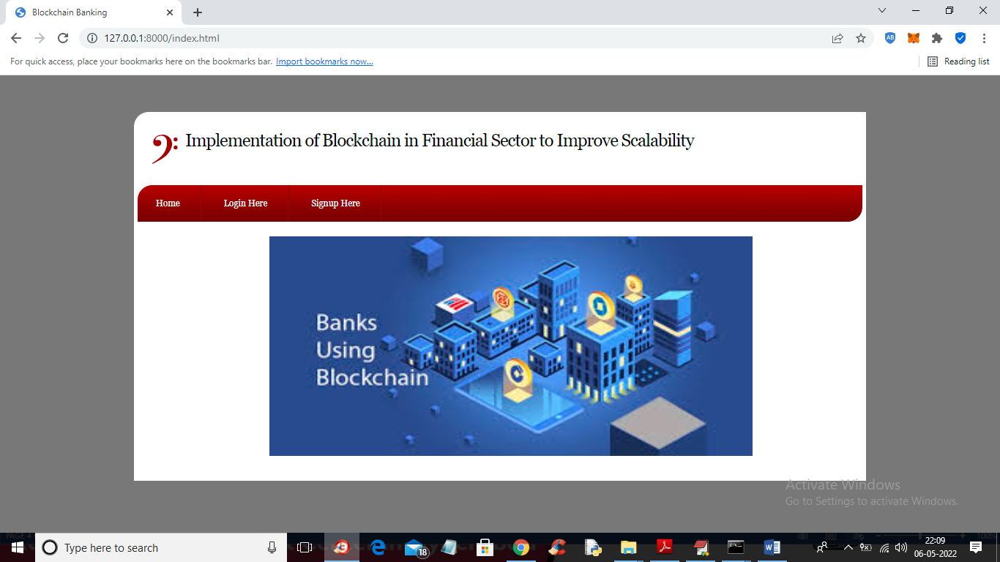 Blockchain Banking
127.0.0.1:8000/index.html
For quick access, place your bookmarks here on the bookmarks bar. Import bookmarks now...
Reading list
Implementation of Blockchain in Financial Sector to Improve Scalability
Home Login Here Signup Here
Banks
Using
Blockchain
Activate Windows
Go to Settings to activate Windows.
PAGE 4
100%
Type here to search
18
22:09
06-05-2022